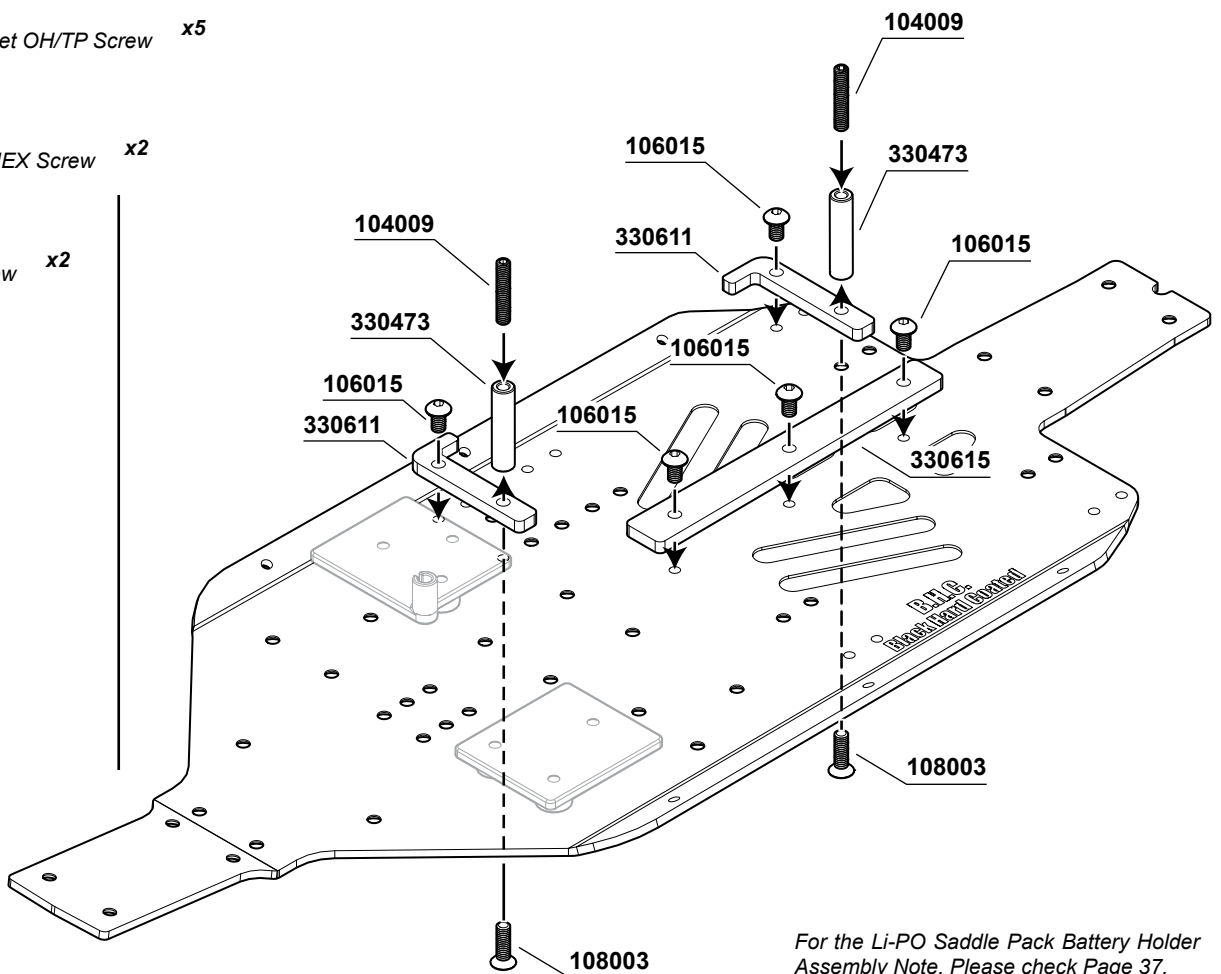 et OH/TP Screw x5
HEX Screw x2
ew x2
104009
106015
330473
104009
330611
106015
330473
106015
106015
106015
330611
330615
B.H.C.
Black Hard Coated
108003
108003
For the Li-PO Saddle Pack Battery Holder
Assembly Note. Please check Page 37.